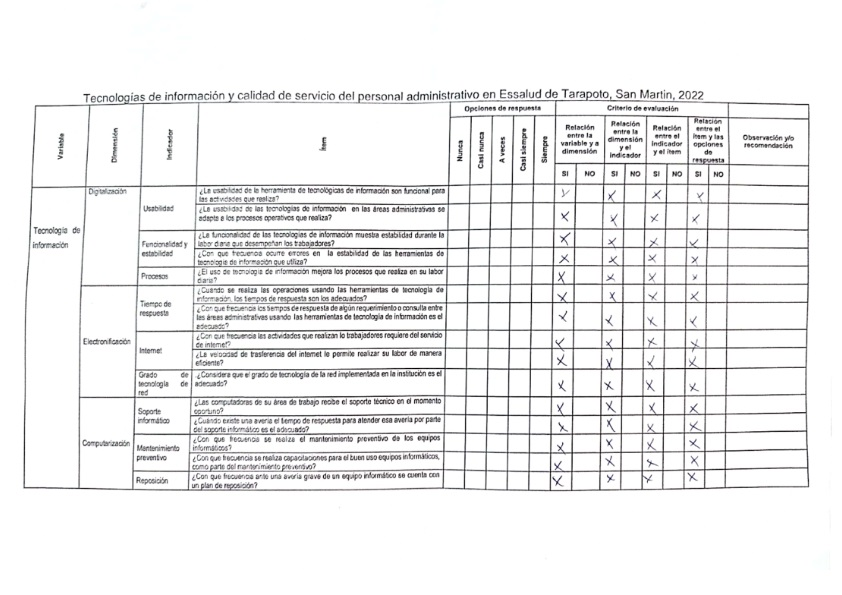 Tecnologías de información y calidad de servicio del personal administrativo en Essalud de Tarapoto, San Martin, 2022
Variable
Dimensión
Indicador
Ítem
Opciones de respuesta
Nunca
Casi nunca
A veces
Casi siempre
Siempre
Criterio de evaluación
Relación
entre la
variable y a
dimensión
Relación
entre la
dimensión
y el
indicador
Relación
entre el
indicador
y el ítem
Relación
entre el
ítem y las
opciones
de
respuesta
Observación y/o
recomendación
SI NO SI NO SI NO SI NO
Tecnología de
información
Digitalización
Usabilidad
¿La usabilidad de la herramienta de tecnológicas de información son funcional para
las actividades que realiza?
¿La usabilidad de las tecnologías de información en las áreas administrativas se
adapta a los procesos operativos que realiza?
Funcionalidad y
estabilidad
¿La funcionalidad de las tecnologías de información muestra estabilidad durante la
labor diaria que desempeñan los trabajadores?
¿Con que frecuencia ocurre errores en la estabilidad de las herramientas de
tecnología de información que utiliza?
Procesos
¿El uso de tecnología de información mejora los procesos que realiza en su labor
diaria?
Electronificación
Tiempo de
respuesta
¿Cuando se realiza las operaciones usando las herramientas de tecnología de
información, los tiempos de respuesta son los adecuados?
¿Con que frecuencia los tiempos de respuesta de algún requerimiento o consulta entre
las áreas administrativas usando las herramientas de tecnología de información es el
adecuado?
Internet
¿Con que frecuencia las actividades que realizan lo trabajadores requiere del servicio
de internet?
¿La velocidad de trasferencia del internet le permite realizar su labor de manera
eficiente?
Grado de
tecnología de
red
¿Considera que el grado de tecnología de la red implementada en la institución es el
adecuado?
Computarización
Soporte
informático
¿Las computadoras de su área de trabajo recibe el soporte técnico en el momento
oportuno?
¿Cuándo existe una avería el tiempo de respuesta para atender esa avería por parte
del soporte informático es el adecuado?
Mantenimiento
preventivo
¿Con que frecuencia se realiza el mantenimiento preventivo de los equipos
informáticos?
¿Con que frecuencia se realiza capacitaciones para el buen uso equipos informáticos,
como parte del mantenimiento preventivo?
Reposición
¿Con que frecuencia ante una avería grave de un equipo informático se cuenta con
un plan de reposición?